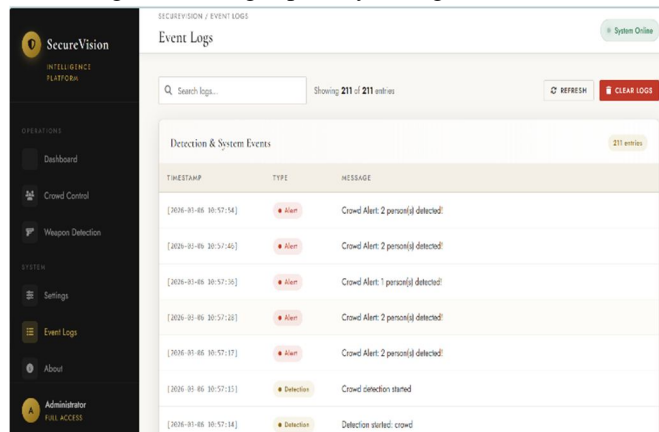 SecureVision
INTELLIGENCE
PLATFORM
OPERATIONS
Dashboard
Crowd Control
Weapon Detection
SYSTEM
Settings
Event Logs
About
A
Administrator
FULL ACCESS
SECUREVISION / EVENT LOGS
Event Logs
System Online
Search logs...
Showing 211 of 211 entries
REFRESH
CLEAR LOGS
Detection & System Events
211 entries
TIMESTAMP TYPE MESSAGE
[2026-03-06 10:57:54] Alert Crowd Alert: 2 person(s) detected!
[2026-03-06 10:57:46] Alert Crowd Alert: 2 person(s) detected!
[2026-03-06 10:57:36] Alert Crowd Alert: 1 person(s) detected!
[2026-03-06 10:57:28] Alert Crowd Alert: 2 person(s) detected!
[2026-03-06 10:57:17] Alert Crowd Alert: 2 person(s) detected!
[2026-03-06 10:57:15] Detection Crowd detection started
[2026-03-06 10:57:14] Detection Detection started: crowd